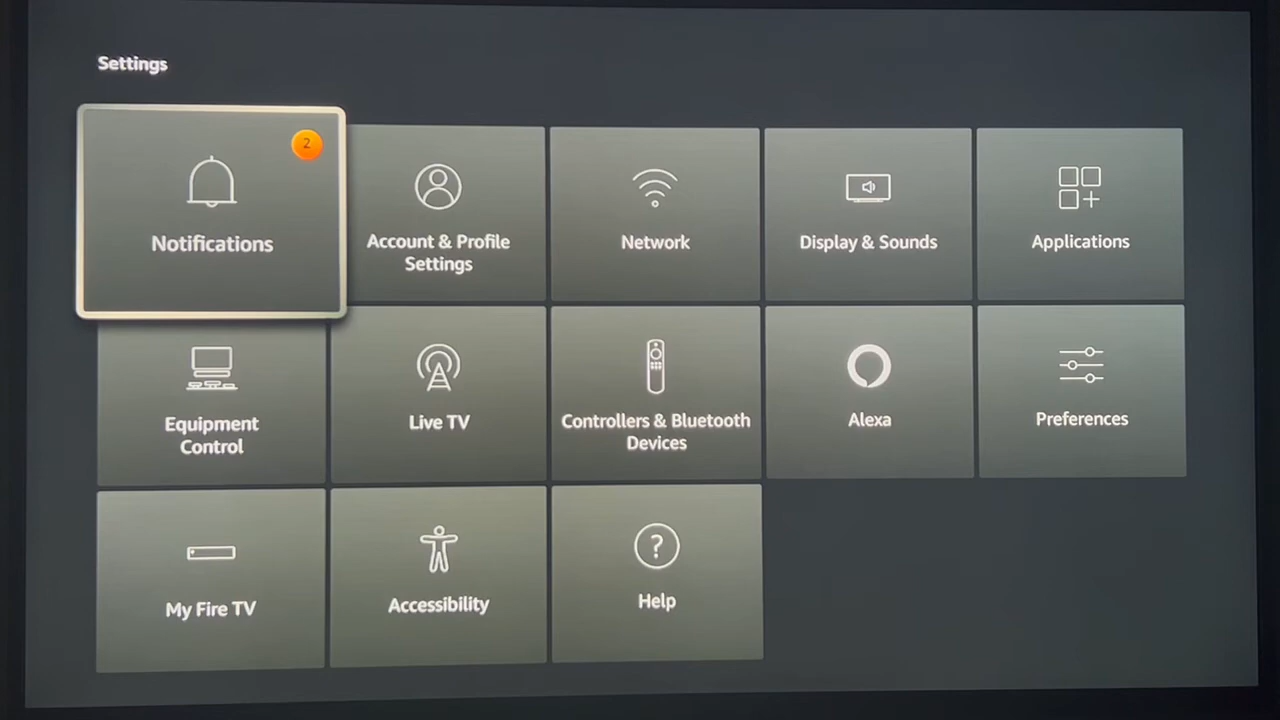 Settings
2
Notifications
Account & Profile
Settings
Network
Display & Sounds
Applications
Equipment
Control
Live TV
Controllers & Bluetooth
Devices
Alexa
Preferences
My Fire TV
Accessibility
?
Help